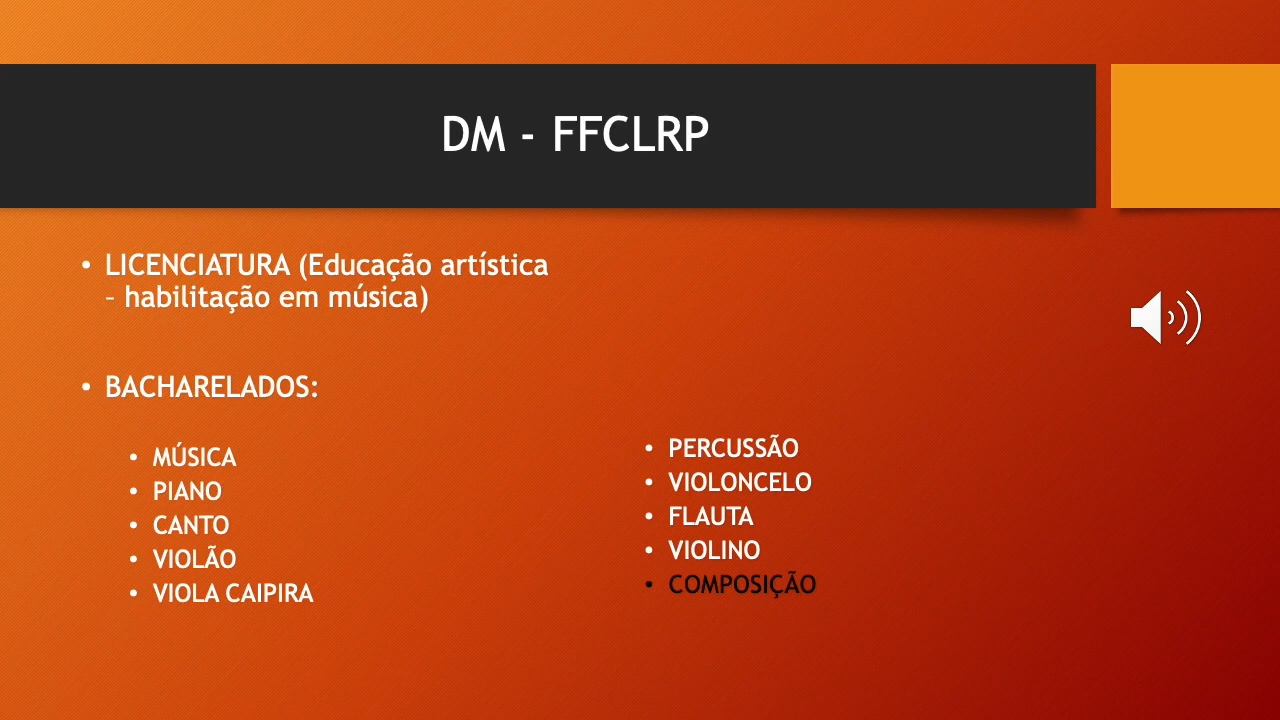 DM - FFCLRP
• LICENCIATURA (Educação artística
– habilitação em música)
• BACHARELADOS:
• MÚSICA
• PIANO
• CANTO
• VIOLÃO
• VIOLA CAIPIRA
• PERCUSSÃO
• VIOLONCELO
• FLAUTA
• VIOLINO
• COMPOSIÇÃO